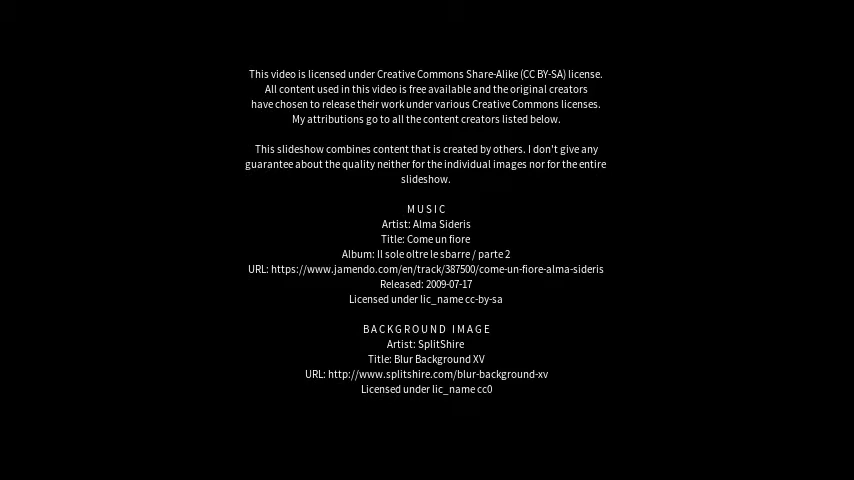 This video is licensed under Creative Commons Share-Alike (CC BY-SA) license.
All content used in this video is free available and the original creators
have chosen to release their work under various Creative Commons licenses.
My attributions go to all the content creators listed below.
This slideshow combines content that is created by others. I don't give any
guarantee about the quality neither for the individual images nor for the entire
slideshow.
MUSIC
Artist: Alma Sideris
Title: Come un fiore
Album: Il sole oltre le sbarre / parte 2
URL: https://www.jamendo.com/en/track/387500/come-un-fiore-alma-sideris
Released: 2009-07-17
Licensed under lic_name cc-by-sa
BACKGROUND IMAGE
Artist: SplitShire
Title: Blur Background XV
URL: http://www.splitshire.com/blur-background-xv
Licensed under lic_name cc0